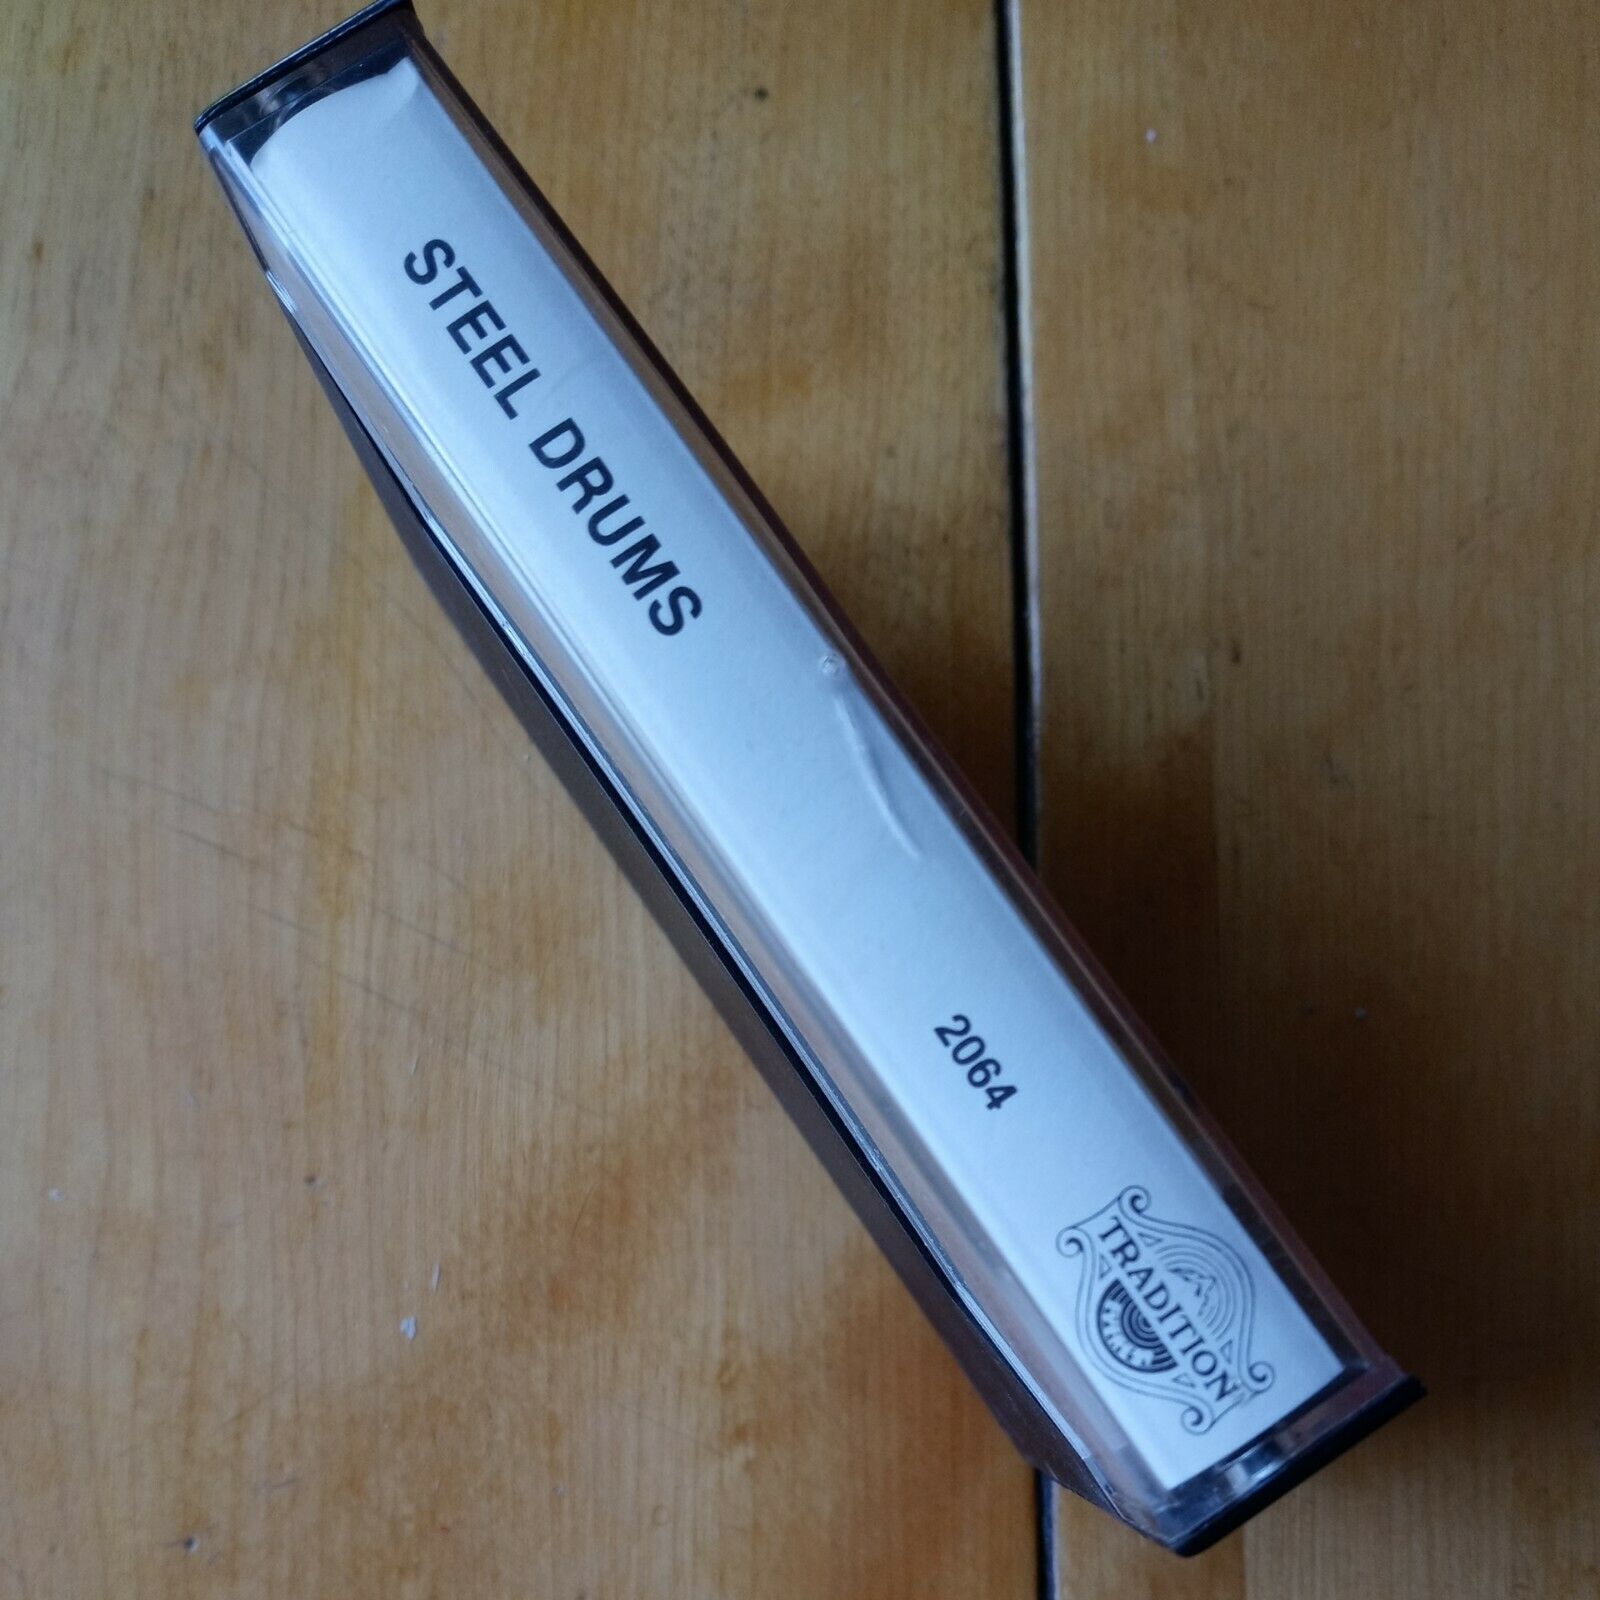 STEEL DRUMS
2064
TRADITION